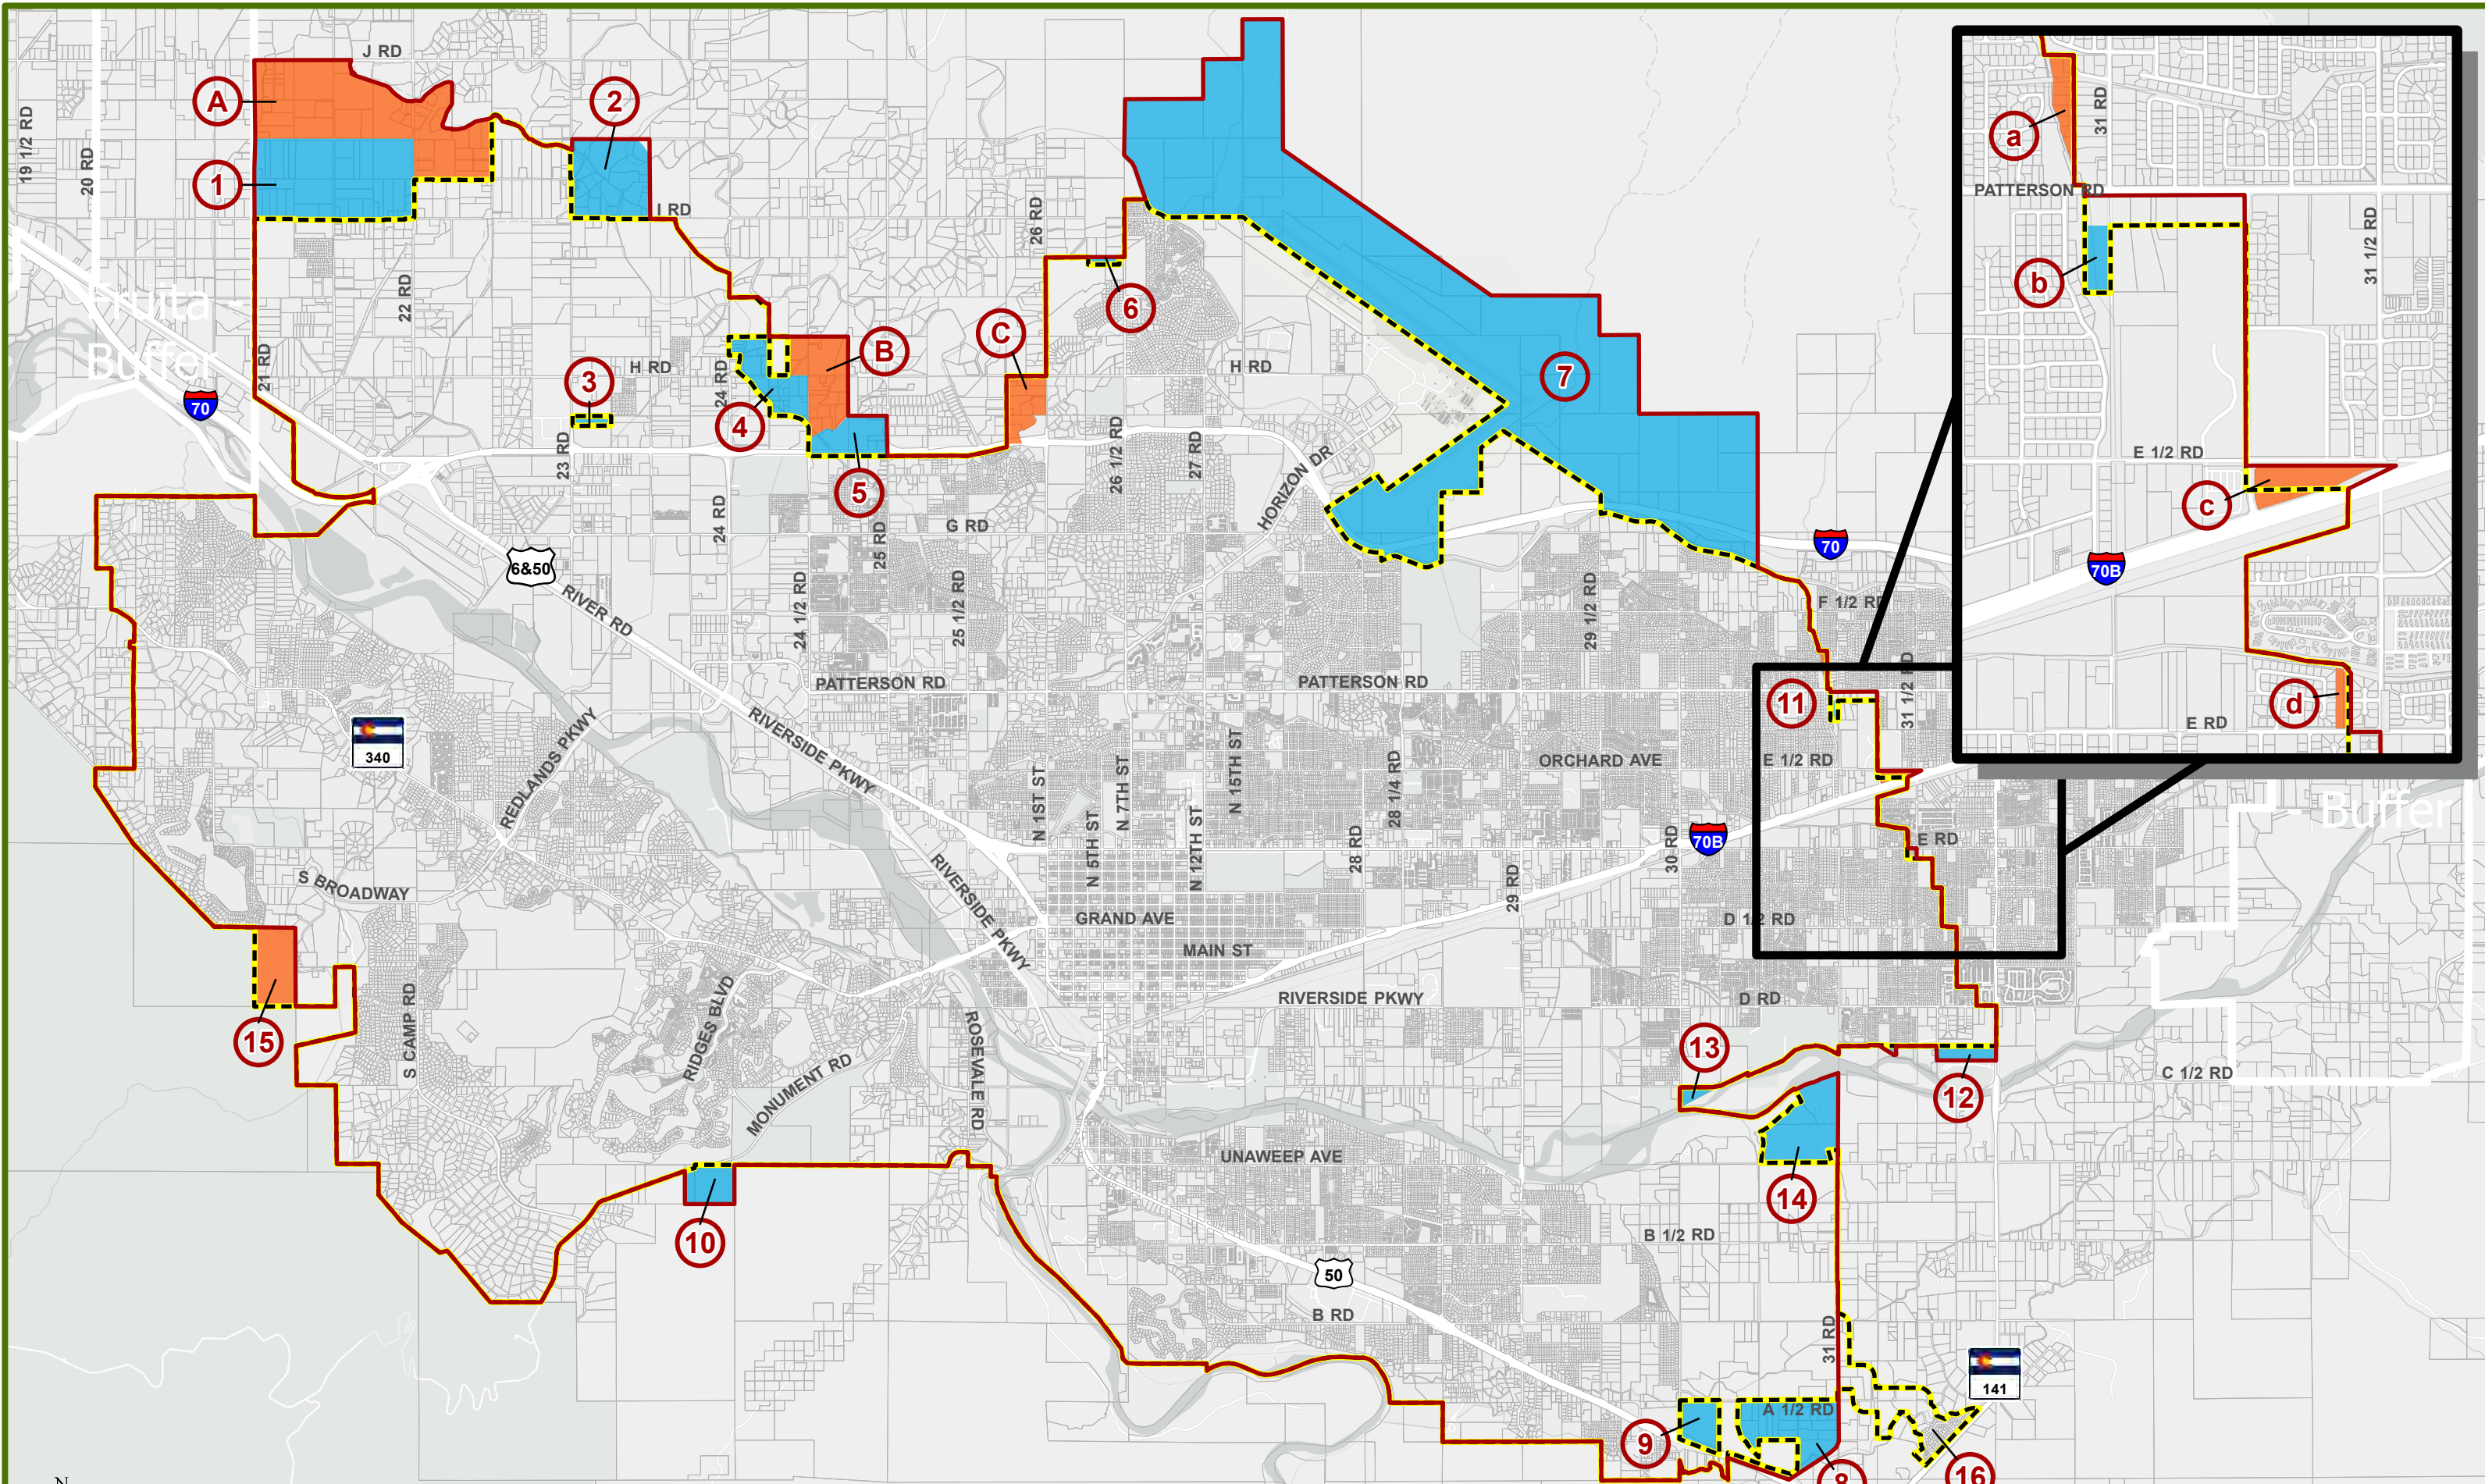 J RD
A
2
19 1/2 RD
20 RD
1
I RD
26 RD
31 RD
a
PATTERSON RD
31 1/2 RD
b
Fruita -
Buffer
22 RD
21 RD
70
6
B
C
H RD
H RD
24 RD
3
4
7
23 RD
5
24 RD
25 RD
G RD
26 1/2 RD
27 RD
HORIZON DR
E 1/2 RD
c
70
70B
6&50
RIVER RD
24 1/2 RD
25 1/2 RD
29 1/2 RD
F 1/2 RD
31 1/2 RD
PATTERSON RD
PATTERSON RD
11
d
E RD
340
REDLANDS PKWY
RIVERSIDE PKWY
N 1ST ST
N 7TH ST
N 15TH ST
28 1/4 RD
ORCHARD AVE
E 1/2 RD
- Buffer
N 5TH ST
N 12TH ST
28 RD
30 RD
70B
E RD
S BROADWAY
RIVERSIDE PKWY
29 RD
GRAND AVE
D 1/2 RD
MAIN ST
RIVERSIDE PKWY
D RD
15
S CAMP RD
RIDGES BLVD
ROSEVALE RD
13
C 1/2 RD
MONUMENT RD
12
UNAWEEP AVE
14
10
B 1/2 RD
50
B RD
31 RD
141
A 1/2 RD
9
8
16
N